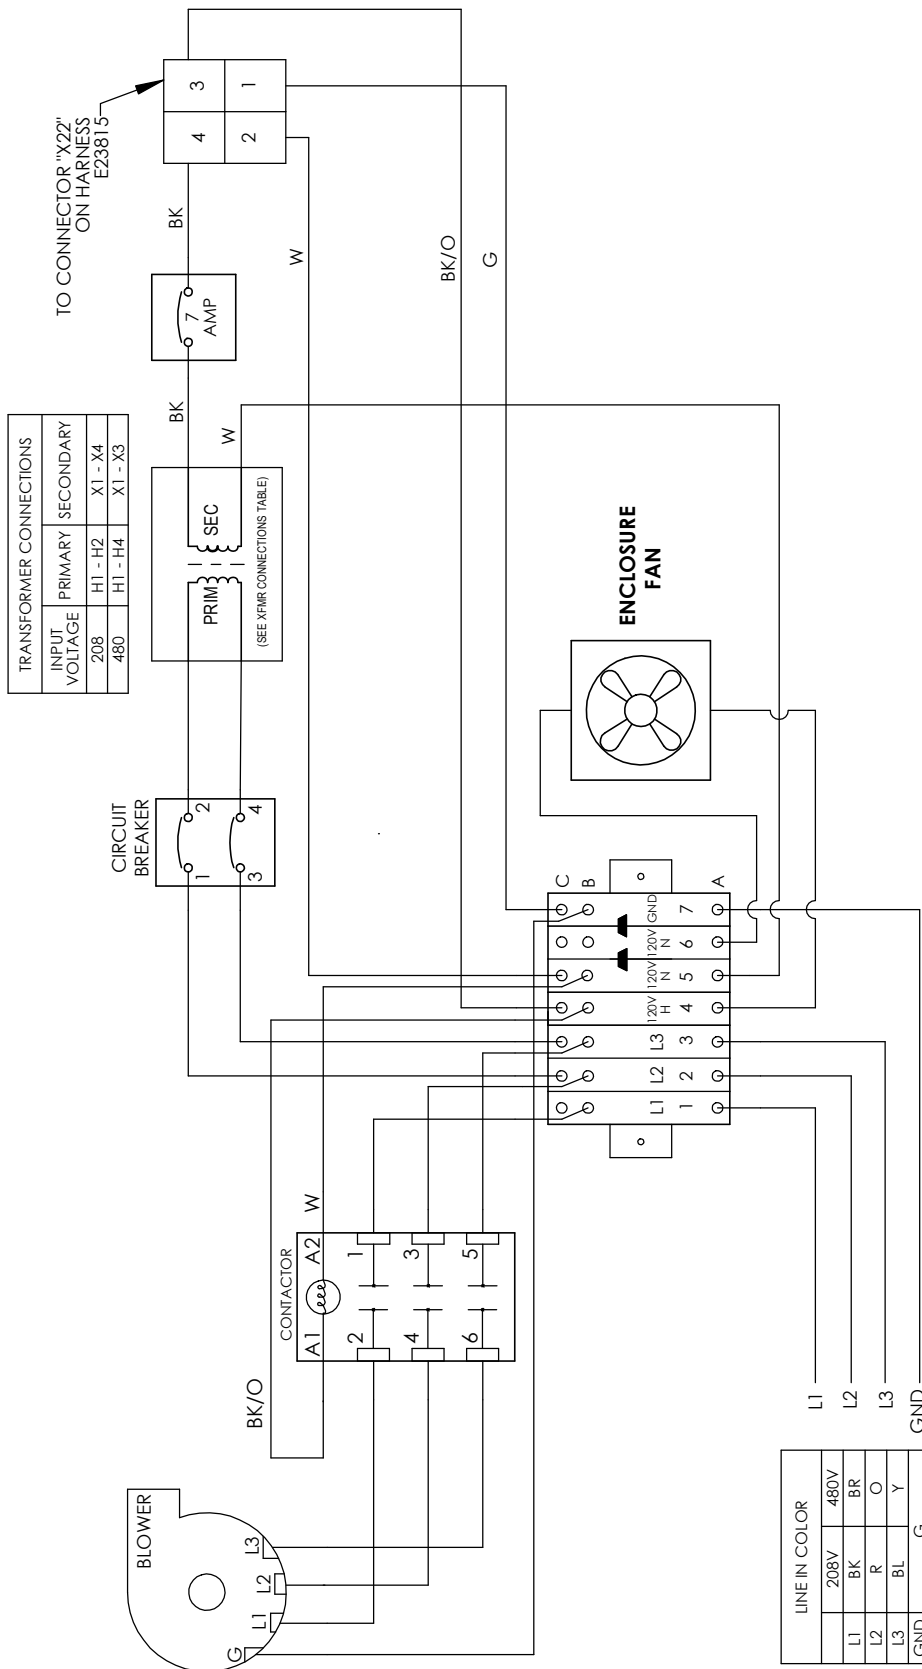 TO CONNECTOR "X22"
ON HARNESS
E23815
3
1
4
2
BK
W
BK/O
G
7
AMP
BK
W
TRANSFORMER CONNECTIONS
INPUT VOLTAGE PRIMARY SECONDARY
208 H1 - H2 X1 - X4
480 H1 - H4 X1 - X3
PRIM
SEC
(SEE XFMR CONNECTIONS TABLE)
ENCLOSURE
FAN
CIRCUIT
BREAKER
1
2
3
4
C
B
A
L1 L2 L3 120V H 120V N 120V N GND
1 2 3 4 5 6 7
CONTACTOR
A1
A2
W
BK/O
2
1
4
3
6
5
BLOWER
G
L1
L2
L3
L1
L2
L3
GND
LINE IN COLOR
208V 480V
L1 BK BR
L2 R O
L3 BL Y
GND G